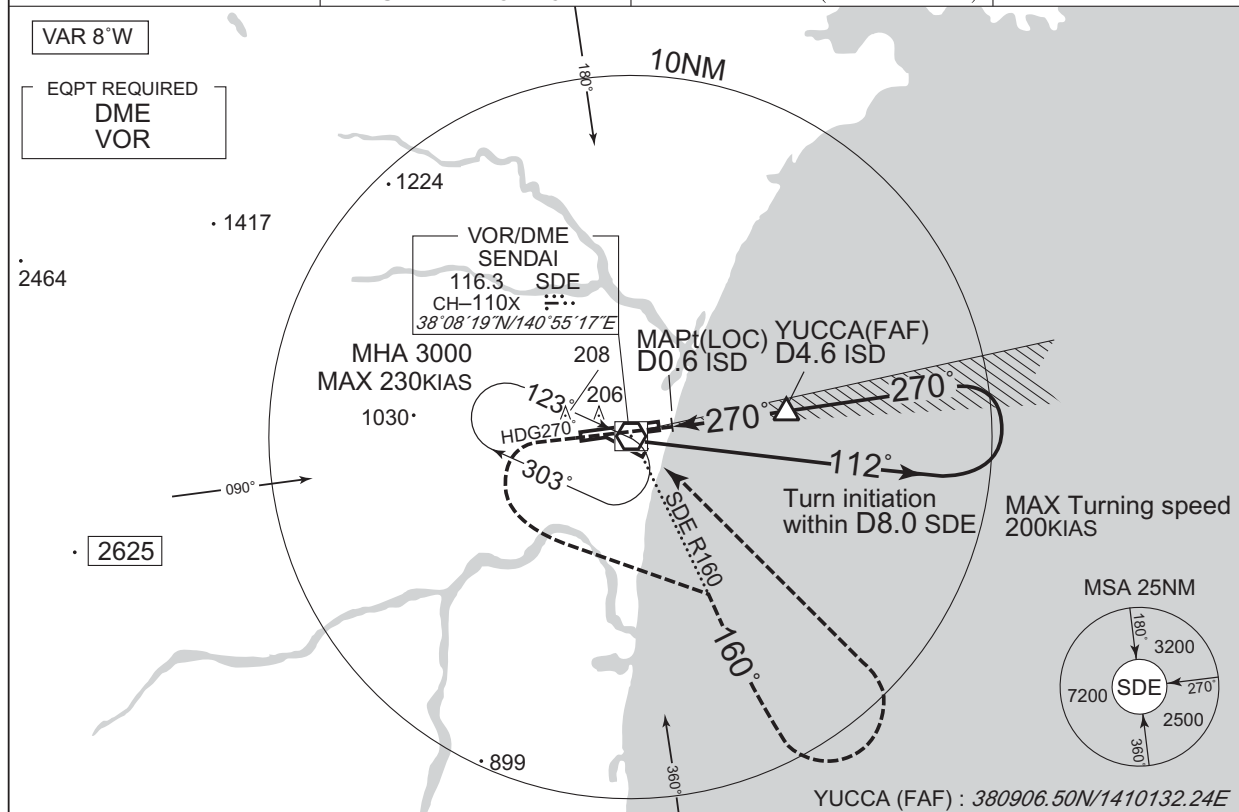 VAR 8°W
EQPT REQUIRED
DME
VOR
10NM
180°
1224
1417
2464
VOR/DME
SENDAI
116.3 SDE
CH–110X
38°08´19˝N/140°55´17˝E
MHA 3000
MAX 230KIAS
1030
208
206
MAPt(LOC)
D0.6 ISD
YUCCA(FAF)
D4.6 ISD
123°
HDG270°
270°
270°
303°
112°
090°
Turn initiation
within D8.0 SDE
MAX Turning speed
200KIAS
SDE R160
160°
2625
MSA 25NM
180°
3200
7200
SDE
270°
2500
360°
899
360°
YUCCA (FAF) : 380906.50N/1410132.24E